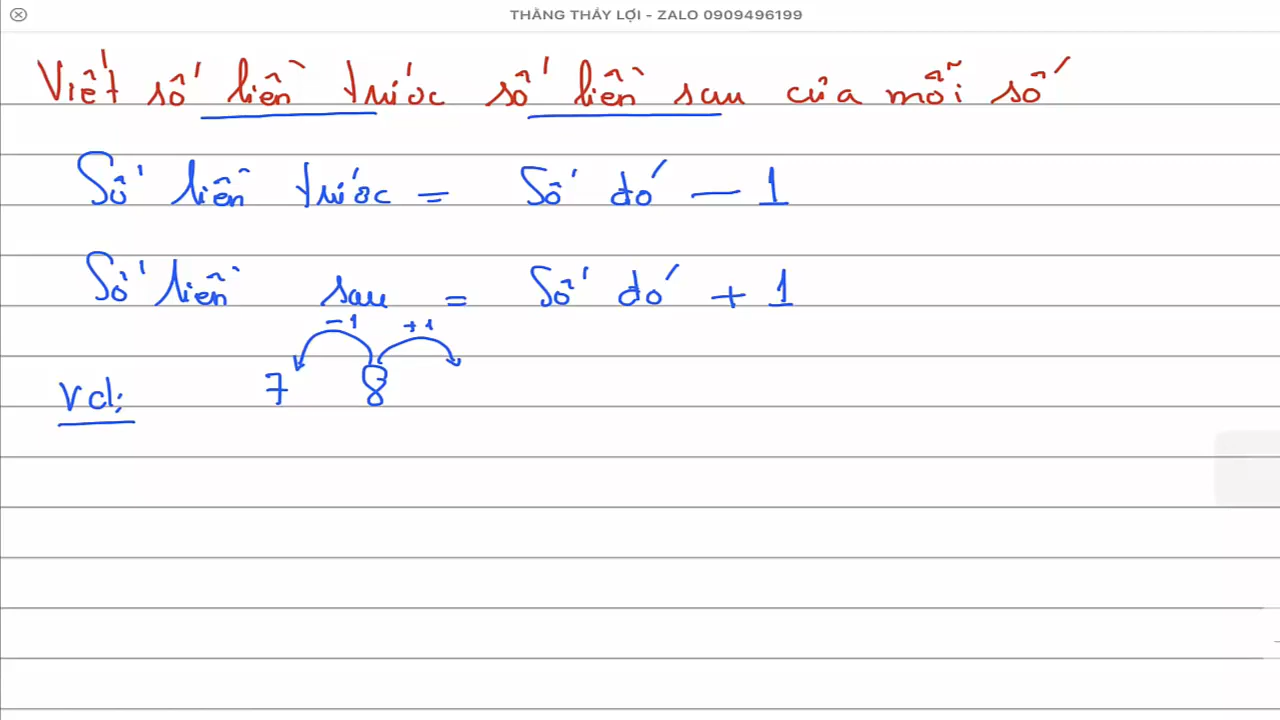 THẰNG THẦY LỢI - ZALO 0909496199
Viết số liền trước số liền sau của mỗi số
Số liền trước = Số đó - 1
Số liền sau = Số đó + 1
-1 +1
Vd: 7 8